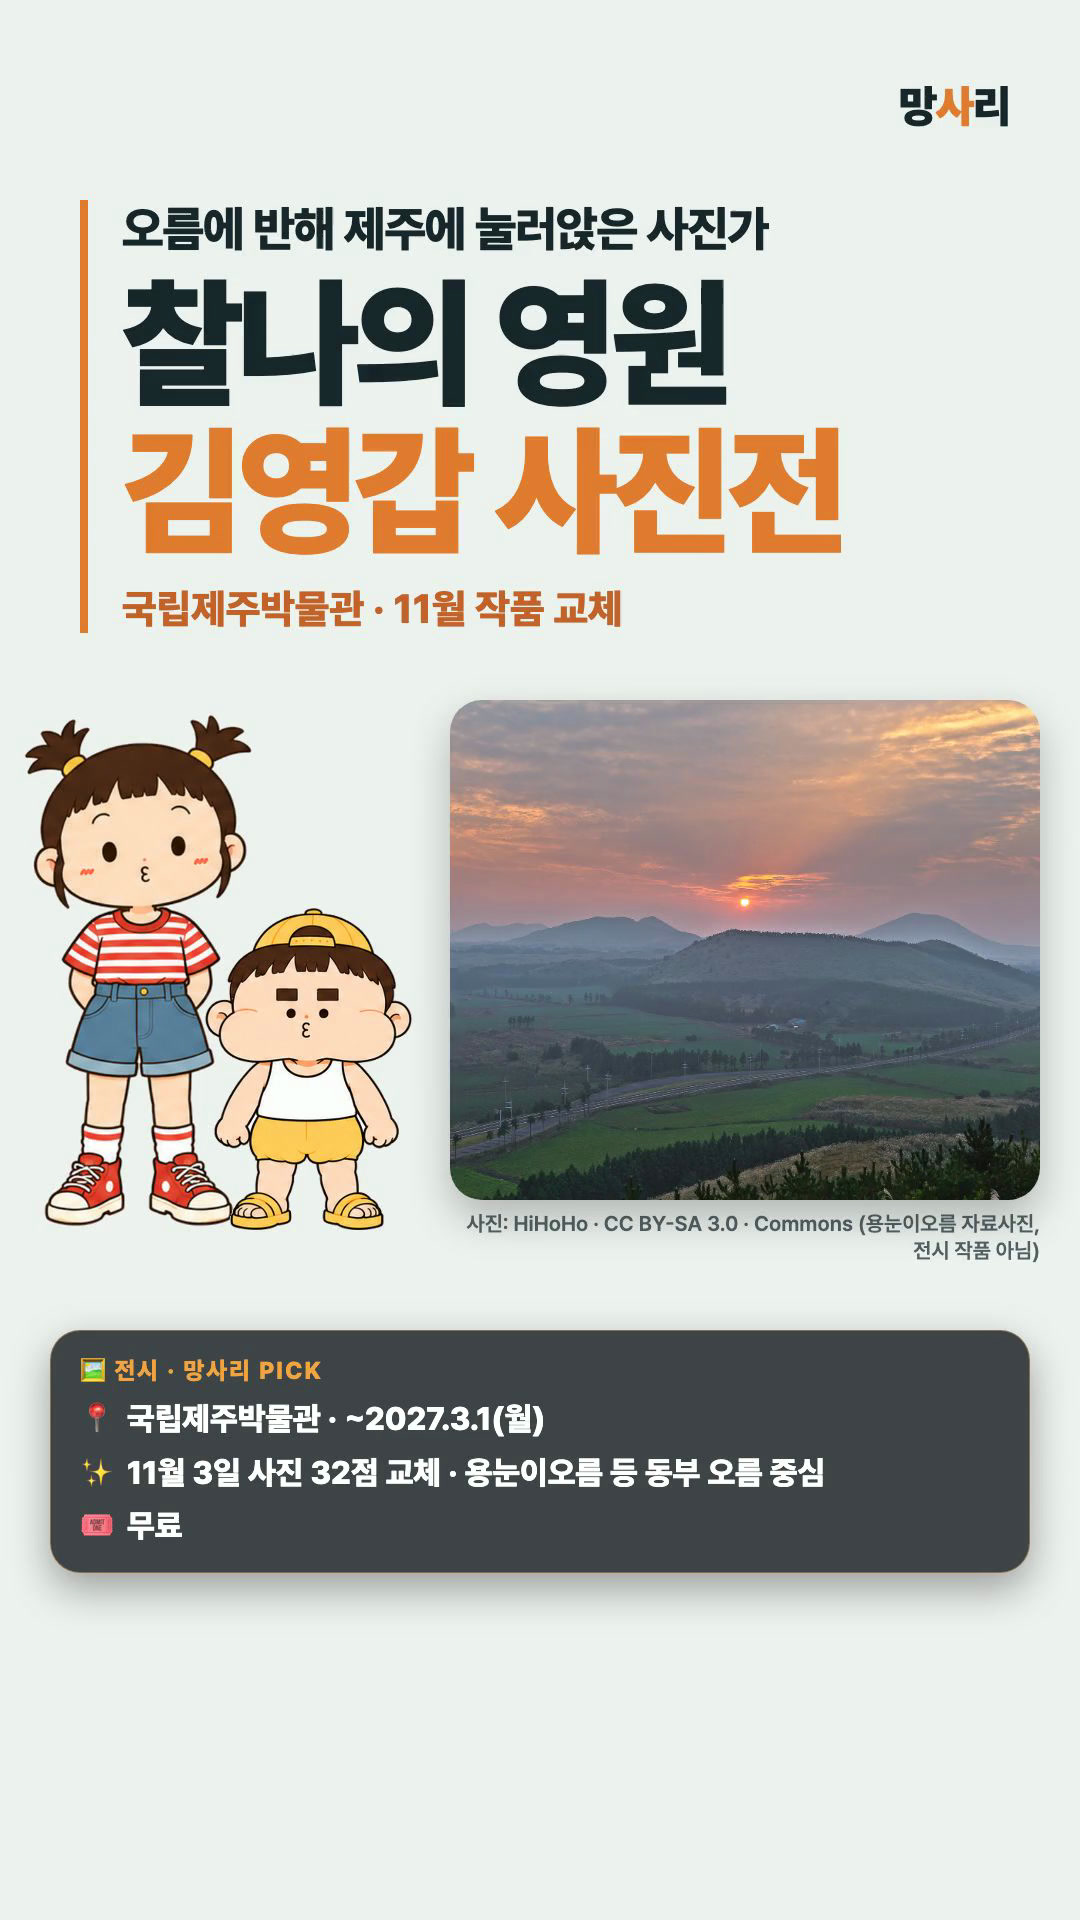 망사리
오름에 반해 제주에 눌러앉은 사진가
찰나의 영원
김영갑 사진전
국립제주박물관 · 11월 작품 교체
사진: HiHoHo · CC BY-SA 3.0 · Commons (용눈이오름 자료사진,
전시 작품 아님)
전시 · 망사리 PICK
국립제주박물관 · ~2027.3.1(월)
11월 3일 사진 32점 교체 · 용눈이오름 등 동부 오름 중심
무료